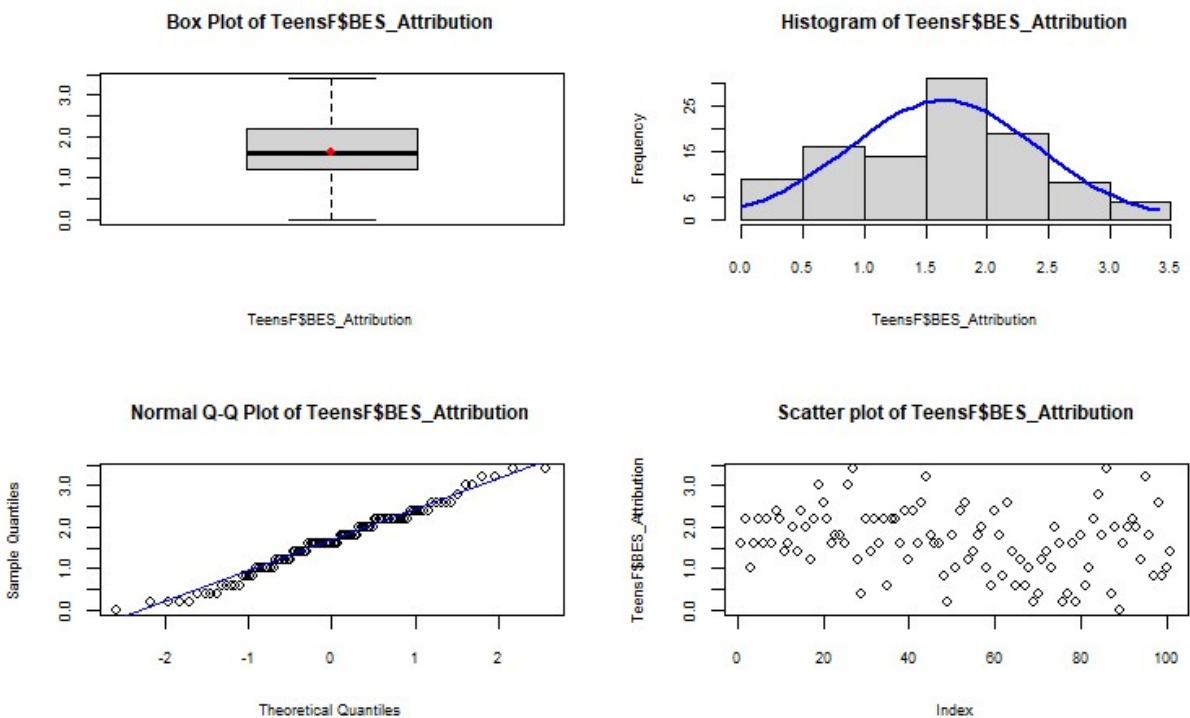 Box Plot of TeensF$BES_Attribution
0.0 1.0 2.0 3.0
TeensF$BES_Attribution
Histogram of TeensF$BES_Attribution
Frequency
5 15 25
0.0 0.5 1.0 1.5 2.0 2.5 3.0 3.5
TeensF$BES_Attribution
Normal Q-Q Plot of TeensF$BES_Attribution
Sample Quantiles
0.0 1.0 2.0 3.0
-2 -1 0 1 2
Theoretical Quantiles
Scatter plot of TeensF$BES_Attribution
TeensF$BES_Attribution
0.0 1.0 2.0 3.0
0 20 40 60 80 100
Index